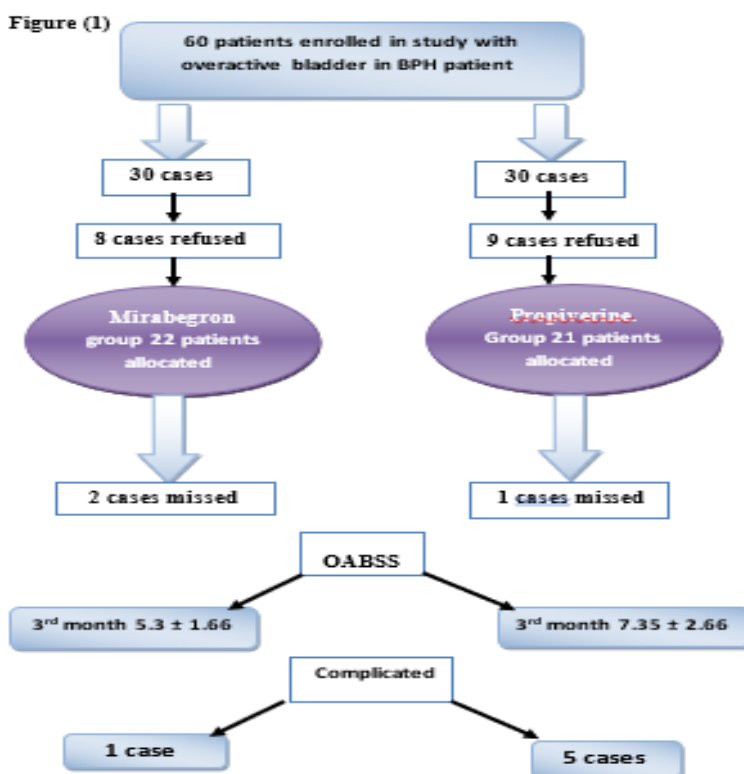 Figure (1)
60 patients enrolled in study with
overactive bladder in BPH patient
30 cases
30 cases
8 cases refused
9 cases refused
Mirabegron
group 22 patients
allocated
Propiverine.
Group 21 patients
allocated
2 cases missed
1 cases missed
OABSS
3rd month 5.3 ± 1.66
3rd month 7.35 ± 2.66
Complicated
1 case
5 cases